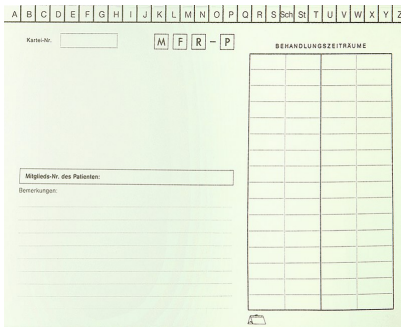 A B C D E F G H I J K L M N O P Q R S Sch St T U V W X Y Z
Kartei-Nr.
M F R - P
BEHANDLUNGSZEITRÄUME
Mitglieds-Nr. des Patienten:
Bemerkungen: